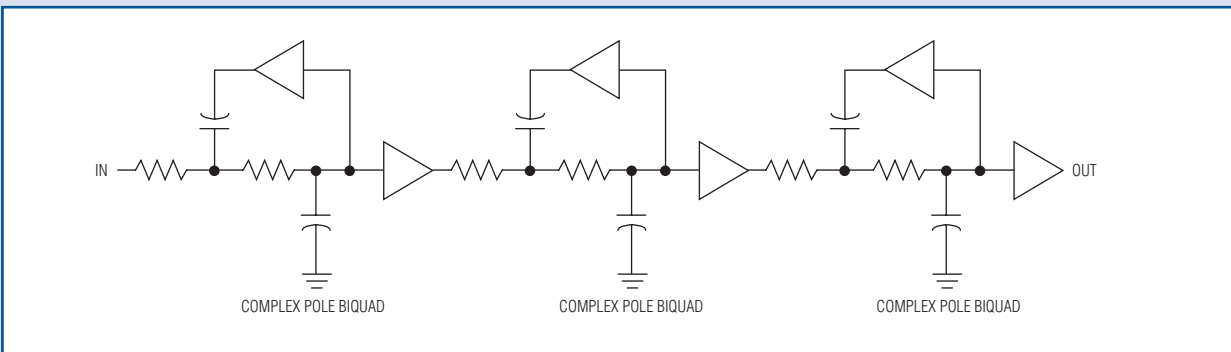 IN
OUT
COMPLEX POLE BIQUAD
COMPLEX POLE BIQUAD
COMPLEX POLE BIQUAD